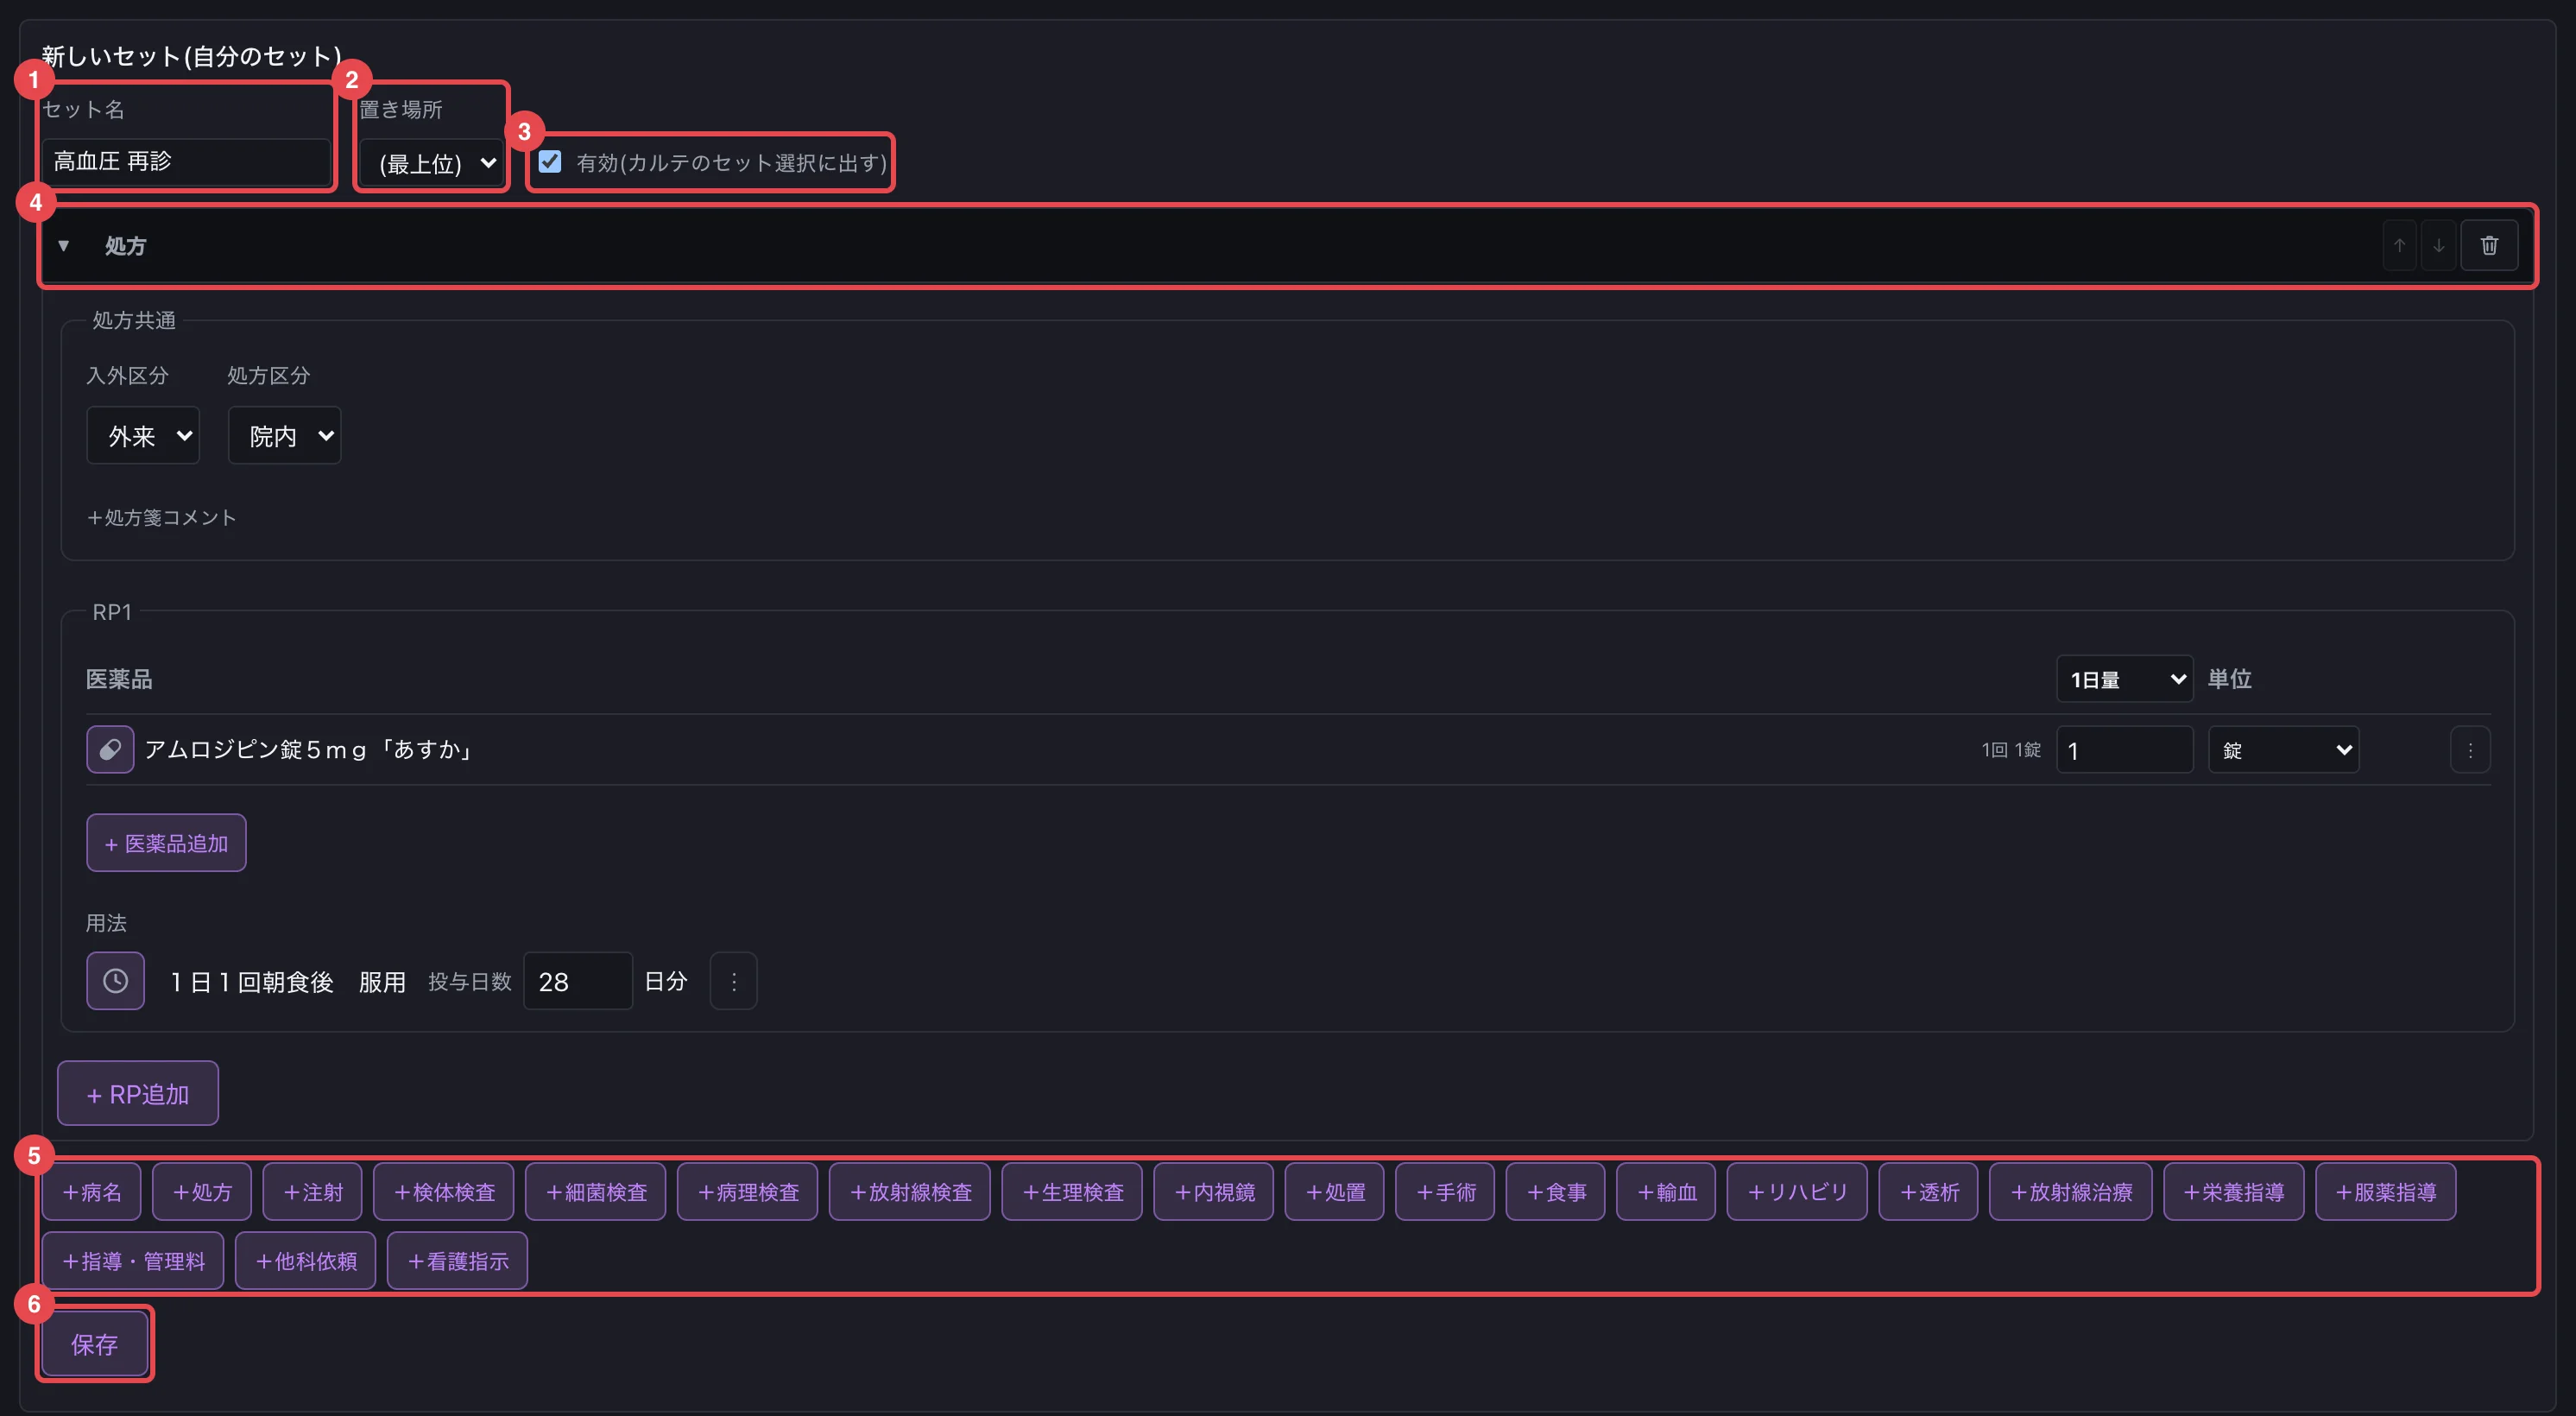 新しいセット(自分のセット)
1 2
セット名 置き場所
3
高血圧 再診 (最上位) 有効(カルテのセット選択に出す)
4
▼ 処方 ↑ ↓
処方共通
入外区分 処方区分
外来 院内
＋処方箋コメント
RP1
医薬品 1日量 単位
アムロジピン錠５ｍｇ「あすか」 1回 1錠 1 錠 ⋮
+ 医薬品追加
用法
１日１回朝食後 服用 投与日数 28 日分 ⋮
+ RP追加
5
＋病名 ＋処方 ＋注射 ＋検体検査 ＋細菌検査 ＋病理検査 ＋放射線検査 ＋生理検査 ＋内視鏡 ＋処置 ＋手術 ＋食事 ＋輸血 ＋リハビリ ＋透析 ＋放射線治療 ＋栄養指導 ＋服薬指導
＋指導・管理料 ＋他科依頼 ＋看護指示
6
保存